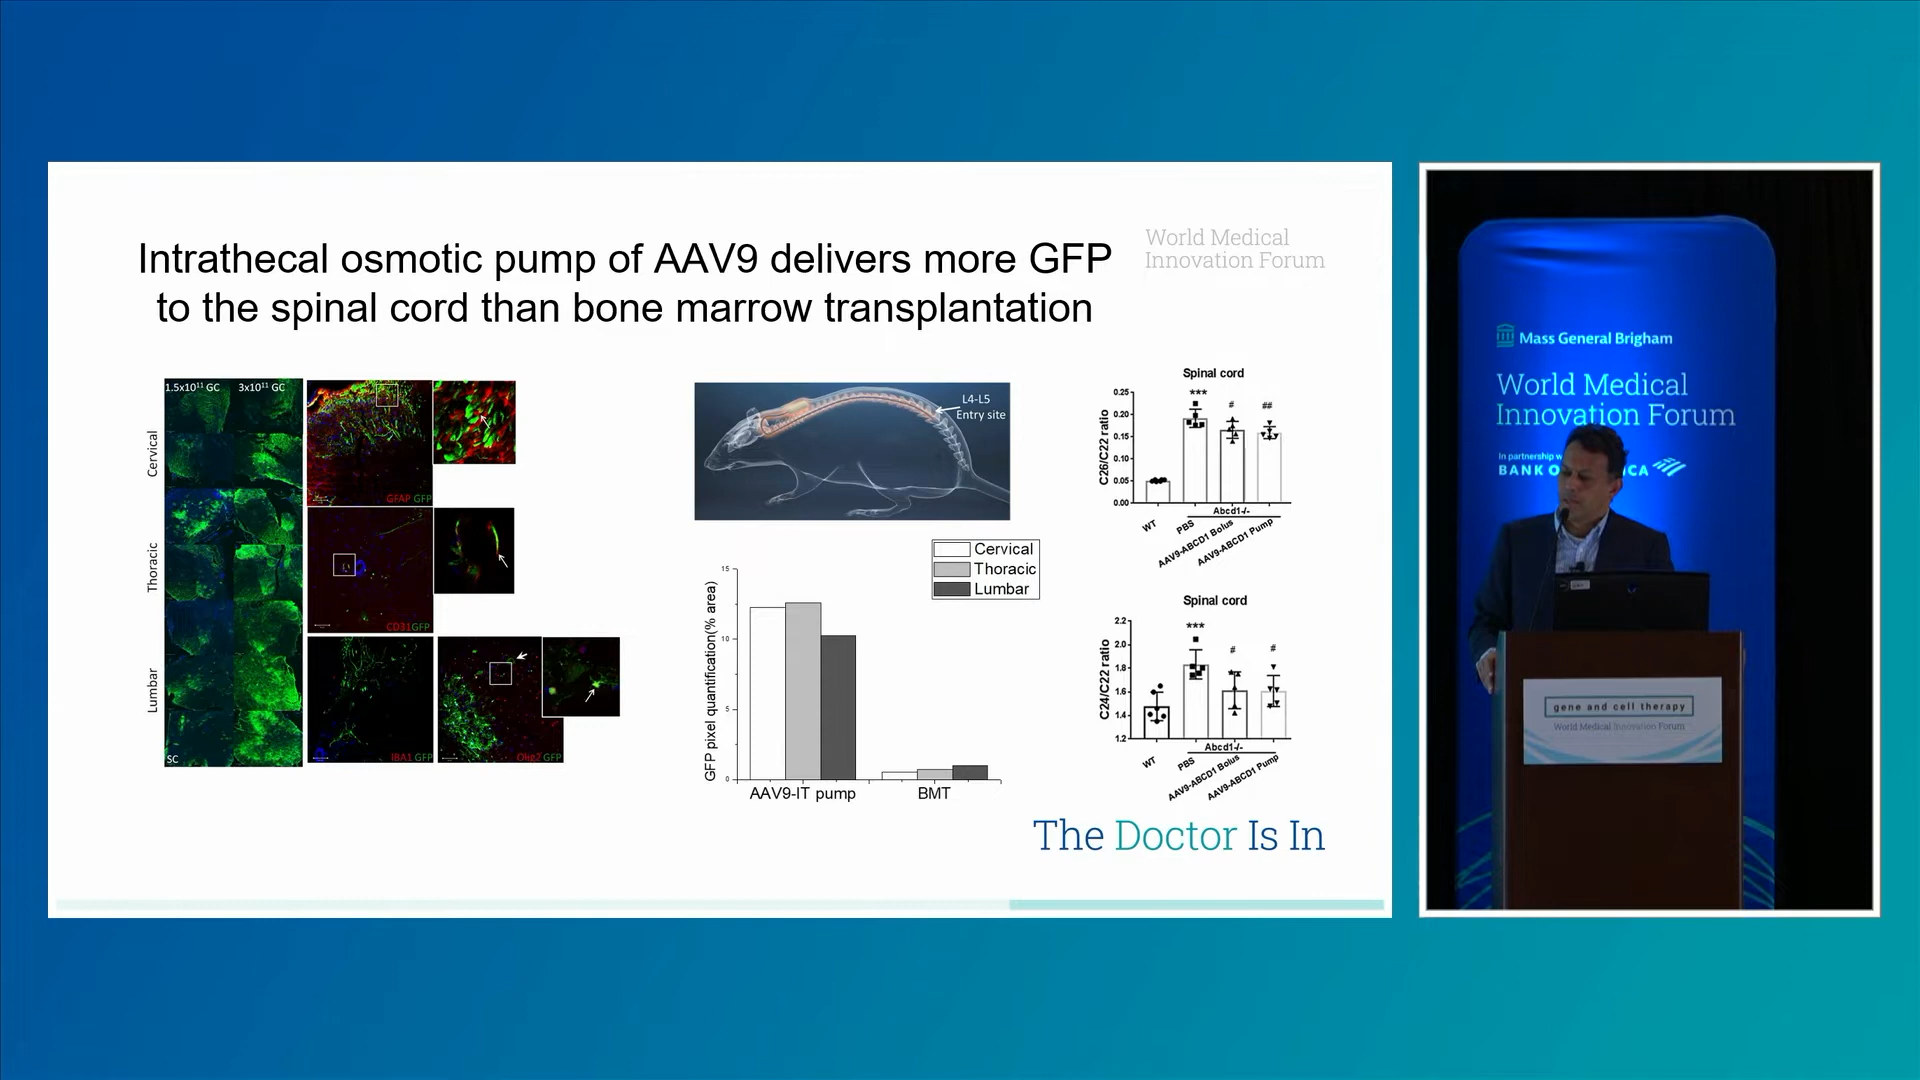 Intrathecal osmotic pump of AAV9 delivers more GFP
to the spinal cord than bone marrow transplantation
World Medical
Innovation Forum
1.5x10¹¹ GC
3x10¹¹ GC
Cervical
Thoracic
Lumbar
SC
GFAP GFP
CD31GFP
IBA1 GFP
Olig2 GFP
L4-L5
Entry site
Cervical
Thoracic
Lumbar
GFP pixel quantification(% area)
15
10
5
0
AAV9-IT pump
BMT
Spinal cord
C26/C22 ratio
0.25
0.20
0.15
0.10
0.05
0.00
***
#
##
Abcd1-/-
WT
PBS
AAV9-ABCD1 Bolus
AAV9-ABCD1 Pump
Spinal cord
C24/C22 ratio
2.2
2.0
1.8
1.6
1.4
1.2
***
#
#
Abcd1-/-
WT
PBS
AAV9-ABCD1 Bolus
AAV9-ABCD1 Pump
The Doctor Is In
Mass General Brigham
World Medical
Innovation Forum
In partnership w
BANK O ICA
gene and cell therapy
World Medical Innovation Forum